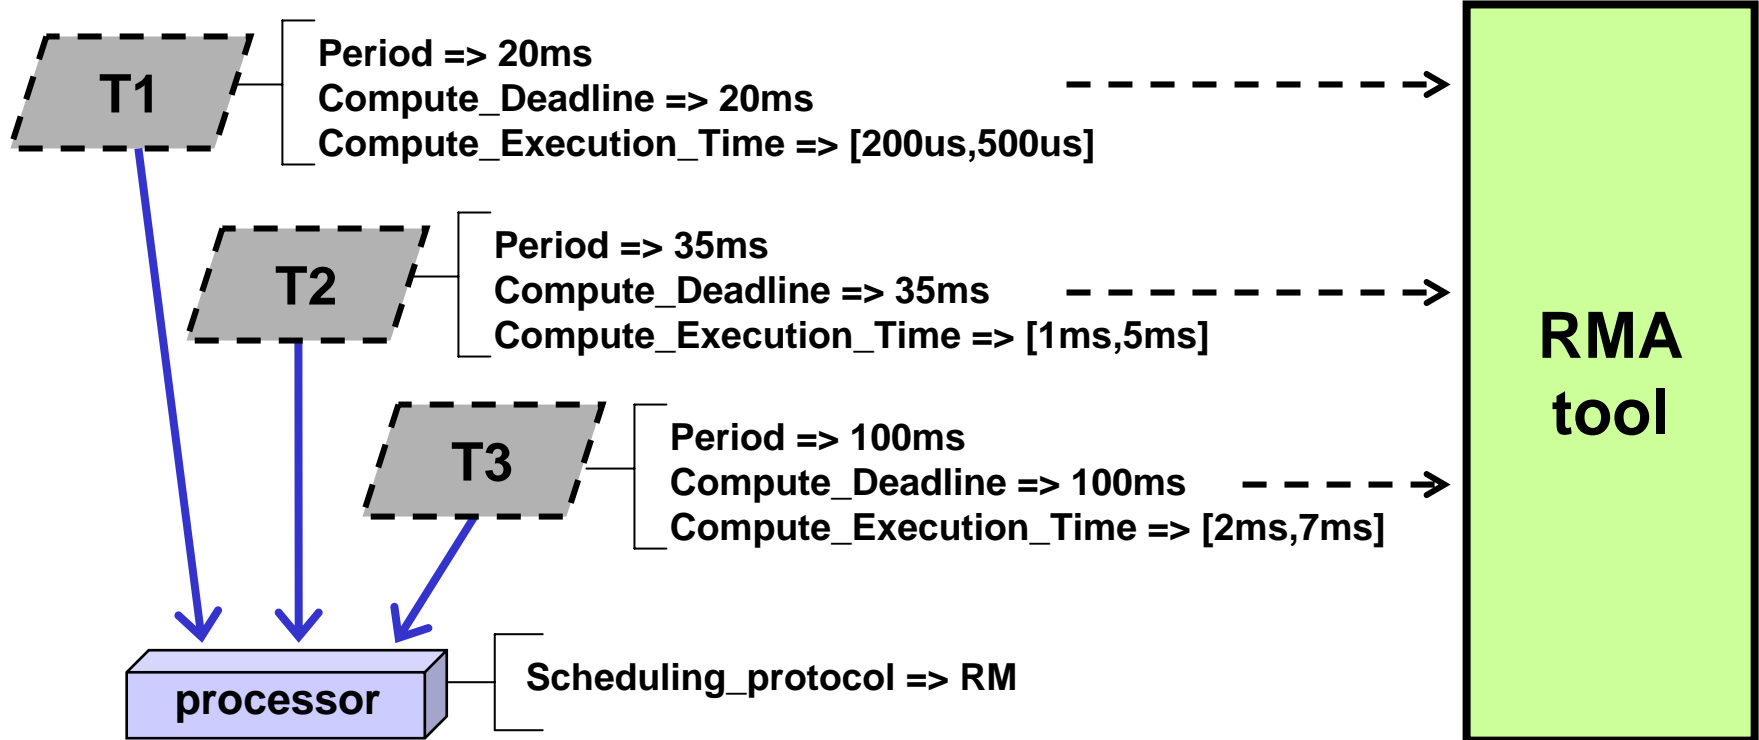 T1
Period => 20ms
Compute_Deadline => 20ms
Compute_Execution_Time => [200us,500us]
T2
Period => 35ms
Compute_Deadline => 35ms
Compute_Execution_Time => [1ms,5ms]
T3
Period => 100ms
Compute_Deadline => 100ms
Compute_Execution_Time => [2ms,7ms]
RMA
tool
processor
Scheduling_protocol => RM